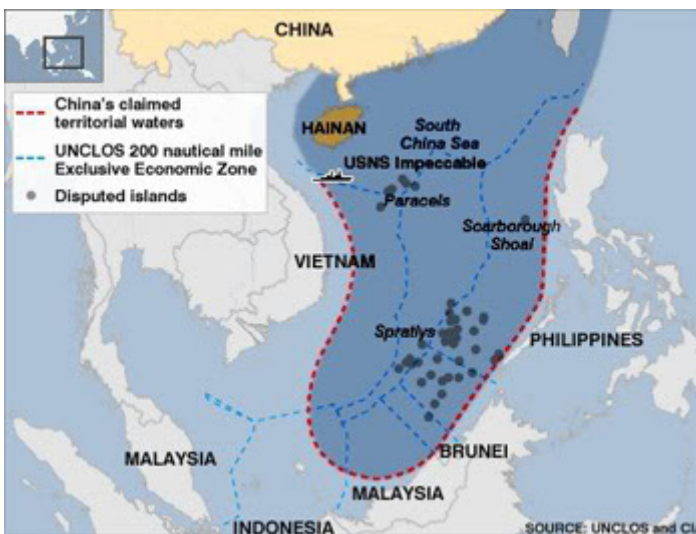 CHINA
China's claimed
territorial waters
UNCLOS 200 nautical mile
Exclusive Economic Zone
Disputed islands
HAINAN
South
China Sea
USNS Impeccable
Paracels
Scarborough
Shoal
VIETNAM
Spratlys
PHILIPPINES
MALAYSIA
BRUNEI
MALAYSIA
INDONESIA
SOURCE: UNCLOS and CI